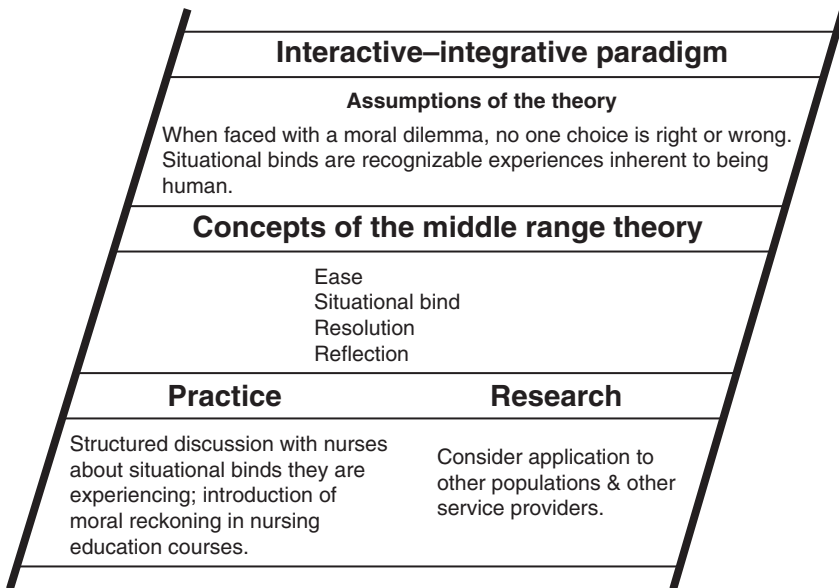 Interactive–integrative paradigm
Assumptions of the theory
When faced with a moral dilemma, no one choice is right or wrong.
Situational binds are recognizable experiences inherent to being
human.
Concepts of the middle range theory
Ease
Situational bind
Resolution
Reflection
Practice
Structured discussion with nurses
about situational binds they are
experiencing; introduction of
moral reckoning in nursing
education courses.
Research
Consider application to
other populations & other
service providers.